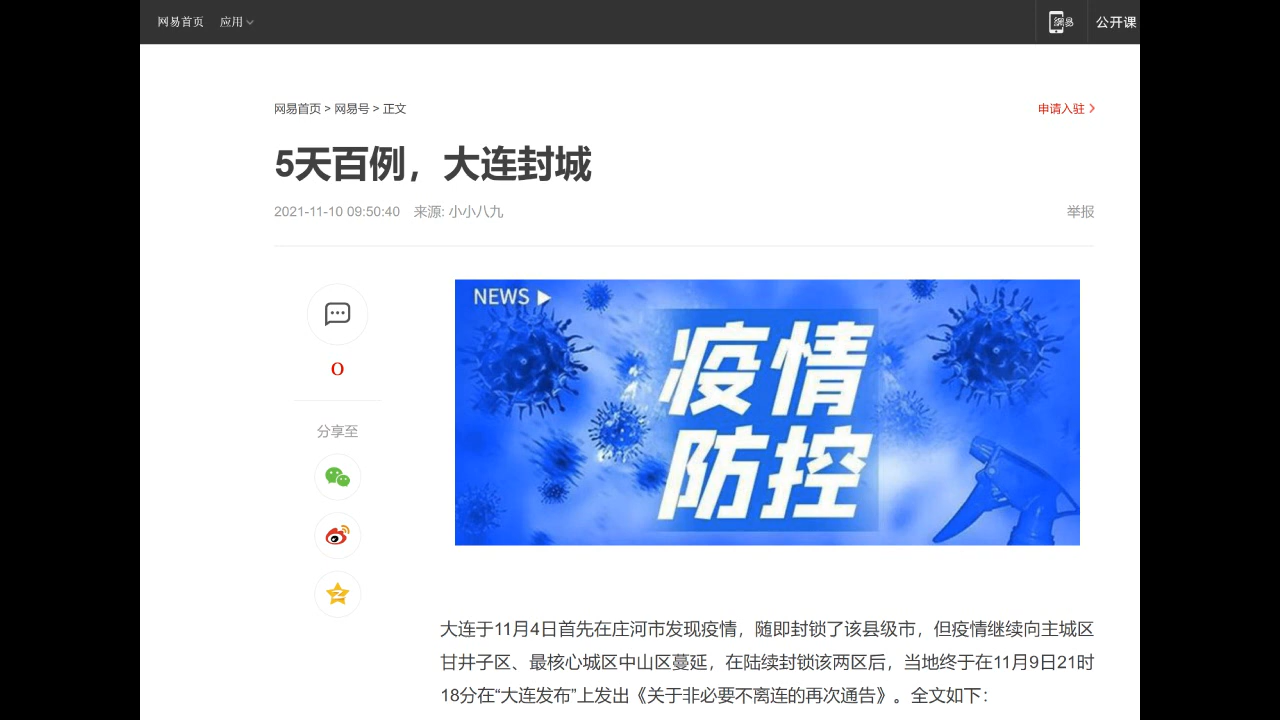 网易首页 应用
網易 公开课
网易首页 > 网易号 > 正文 申请入驻
5天百例，大连封城
2021-11-10 09:50:40 来源: 小小八九 举报
NEWS
疫情
防控
0
分享至
大连于11月4日首先在庄河市发现疫情，随即封锁了该县级市，但疫情继续向主城区
甘井子区、最核心城区中山区蔓延，在陆续封锁该两区后，当地终于在11月9日21时
18分在“大连发布”上发出《关于非必要不离连的再次通告》。全文如下：